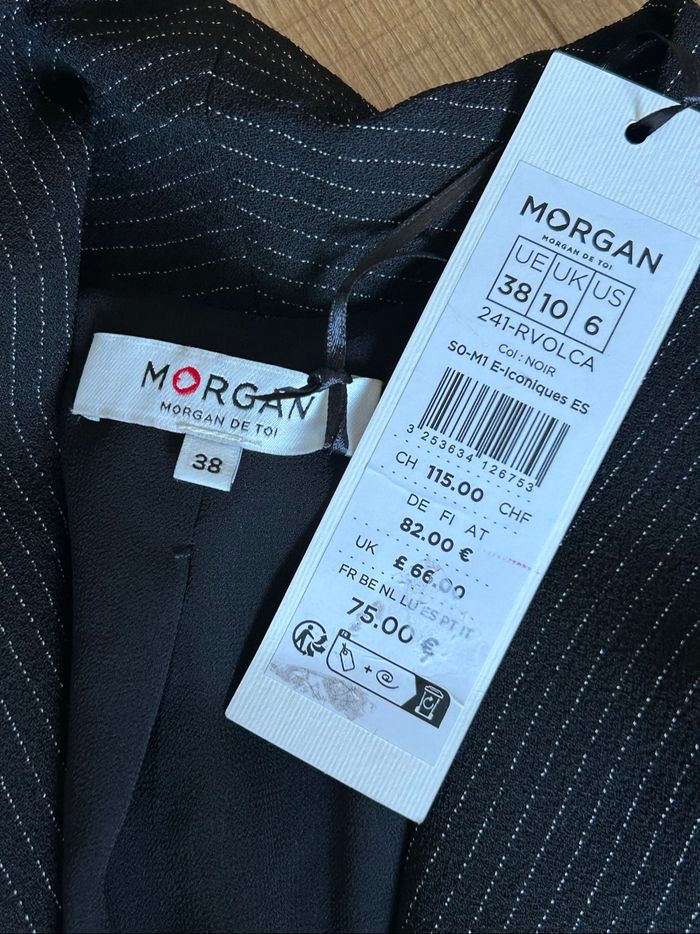 MORGAN
MORGAN DE TOI
38
MORGAN
MORGAN DE TOI
UE UK US
38 10 6
241-RVOLCA
Col : NOIR
S0-M1 E-Iconiques ES
3 253634 126753
CH 115.00 CHF
DE FI AT
82.00 €
UK £ 66.00
FR BE NL LU ES PT IT
75.00 €
+ @